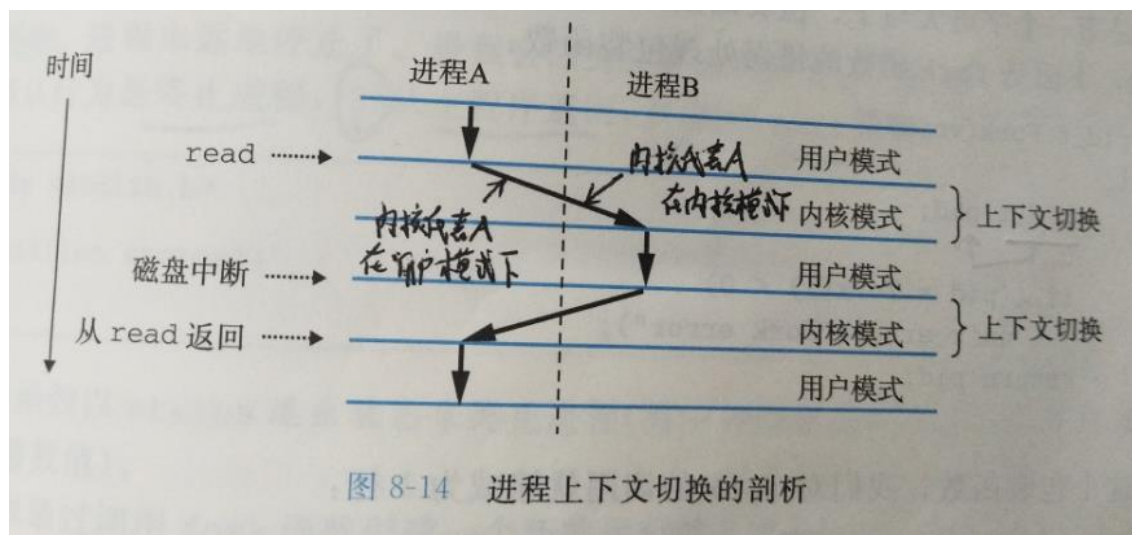 时间
进程A
进程B
read
用户模式
内核代表A
在内核模式下
内核模式
上下文切换
内核代表A
在用户模式下
磁盘中断
用户模式
从 read 返回
内核模式
上下文切换
用户模式
图 8-14 进程上下文切换的剖析